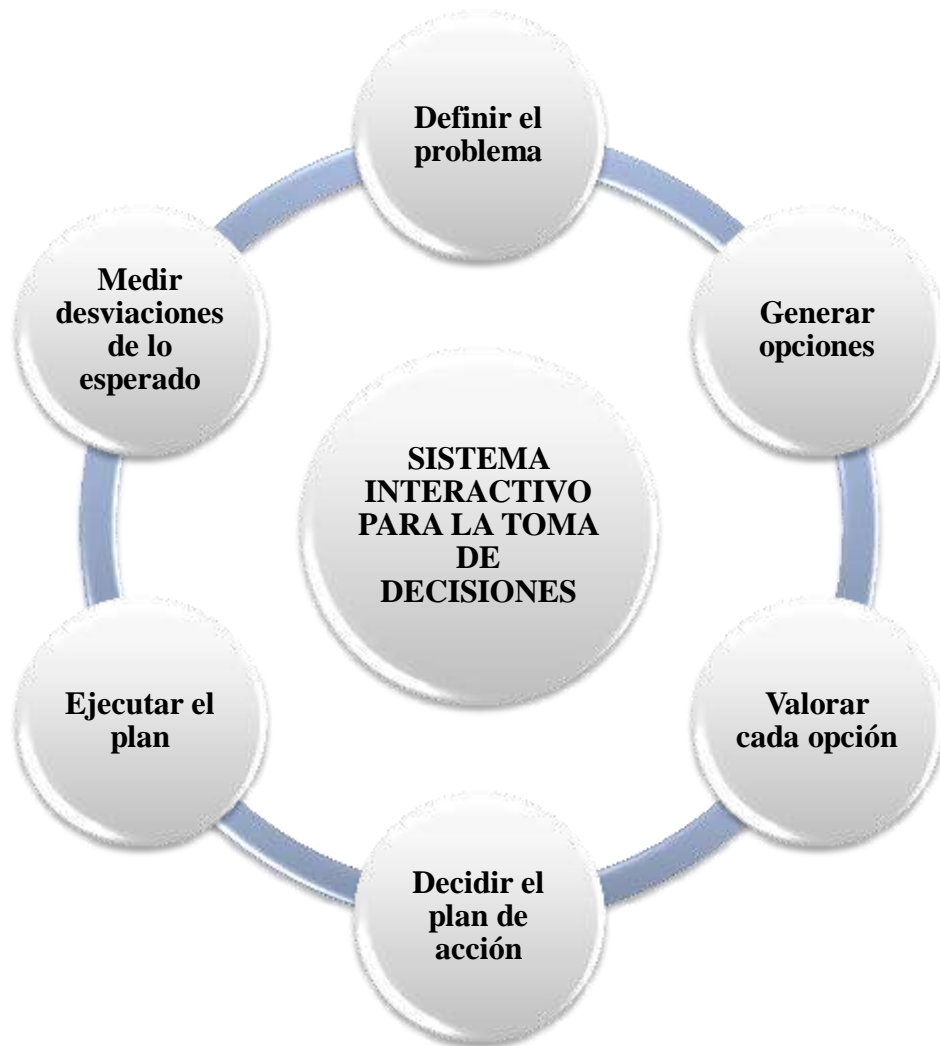 Definir el
problema
Generar
opciones
Valorar
cada opción
Decidir el
plan de
acción
Ejecutar el
plan
Medir
desviaciones
de lo
esperado
SISTEMA
INTERACTIVO
PARA LA TOMA
DE
DECISIONES